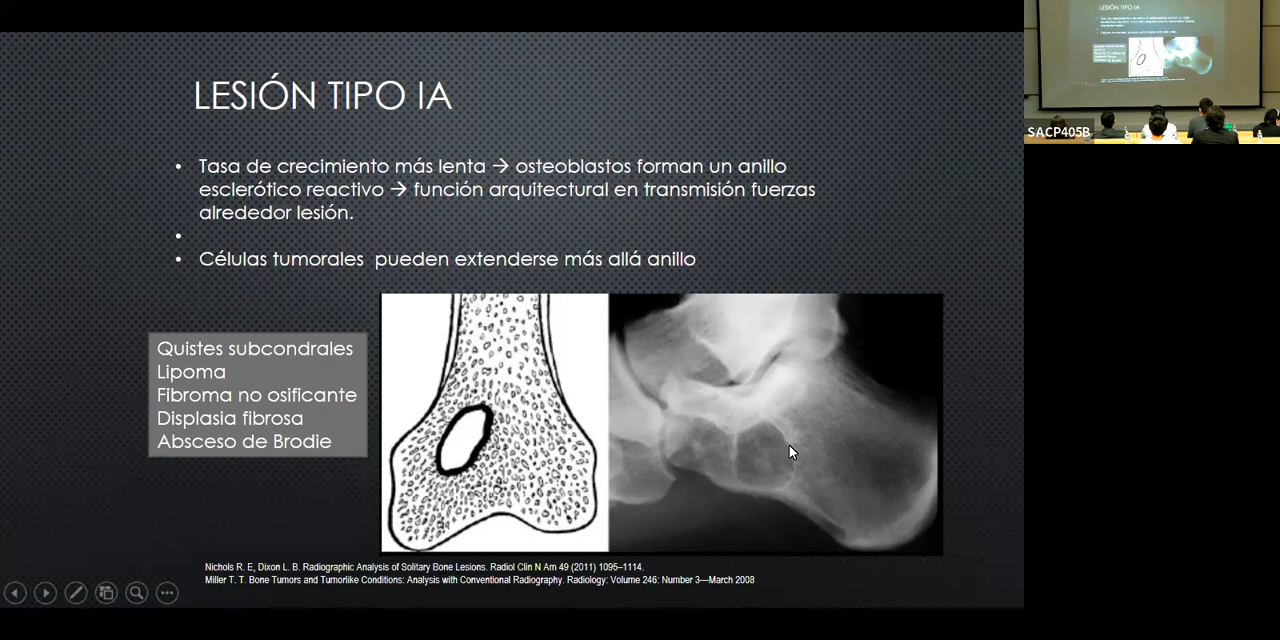 LESIÓN TIPO IA
• Tasa de crecimiento más lenta → osteoblastos forman un anillo
esclerótico reactivo → función arquitectural en transmisión fuerzas
alrededor lesión.
•
• Células tumorales pueden extenderse más allá anillo
Quistes subcondrales
Lipoma
Fibroma no osificante
Displasia fibrosa
Absceso de Brodie
Nichols R. E, Dixon L. B. Radiographic Analysis of Solitary Bone Lesions. Radiol Clin N Am 49 (2011) 1095–1114.
Miller T. T. Bone Tumors and Tumorlike Conditions: Analysis with Conventional Radiography. Radiology: Volume 246: Number 3—March 2008
LESIÓN TIPO IA
SACP405B